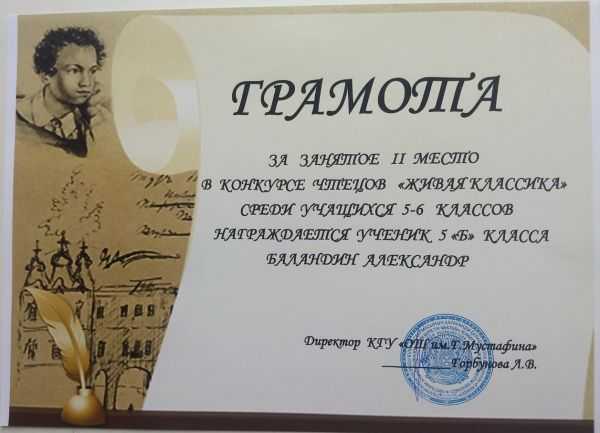 ГРАМОТА
ЗА ЗАНЯТОЕ II МЕСТО
В КОНКУРСЕ ЧТЕЦОВ «ЖИВАЯ КЛАССИКА»
СРЕДИ УЧАЩИХСЯ 5-6 КЛАССОВ
НАГРАЖДАЕТСЯ УЧЕНИК 5 «Б» КЛАССА
БАЛАНДИН АЛЕКСАНДР
Директор КГУ «ОШ им.Г.Мустафина»
Горбунова Л.В.